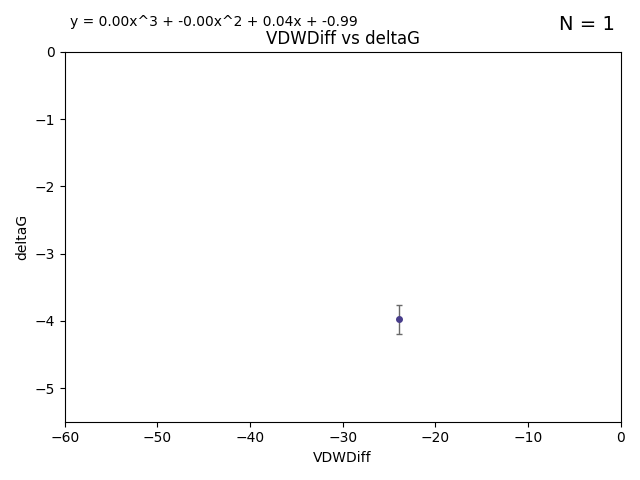 y = 0.00x^3 + -0.00x^2 + 0.04x + -0.99
N = 1
VDWDiff vs deltaG
0
−1
−2
−3
−4
−5
deltaG
−60 −50 −40 −30 −20 −10 0
VDWDiff